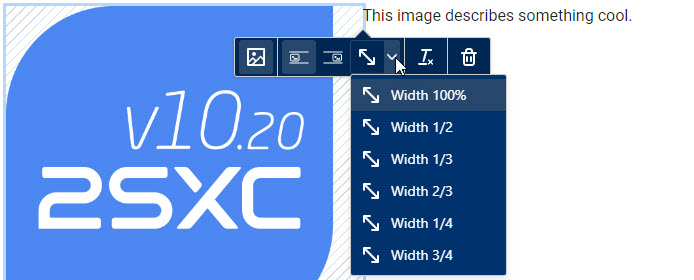 This image describes something cool.
v10.20
2SXC
Width 100%
Width 1/2
Width 1/3
Width 2/3
Width 1/4
Width 3/4